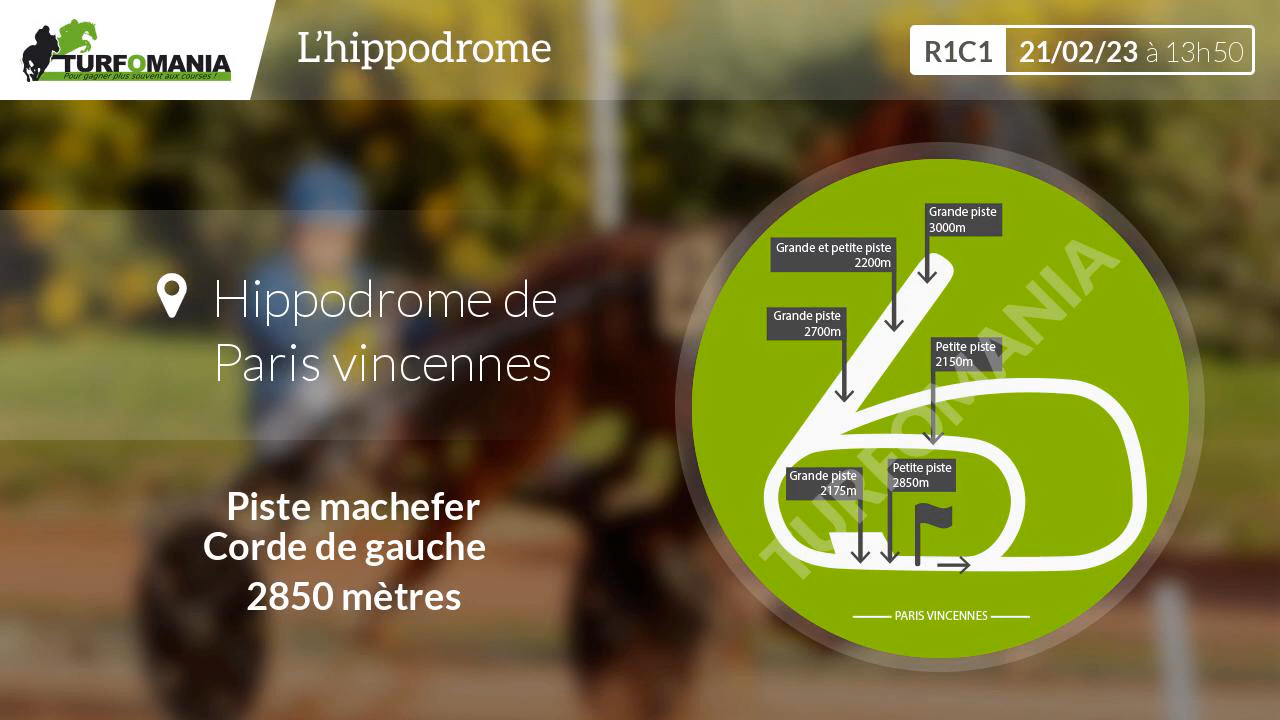 TURFOMANIA
Pour gagner plus souvent aux courses !
L'hippodrome
R1C1 21/02/23 à 13h50
Hippodrome de
Paris vincennes
Piste machefer
Corde de gauche
2850 mètres
Grande piste
3000m
Grande et petite piste
2200m
Grande piste
2700m
Petite piste
2150m
Grande piste
2175m
Petite piste
2850m
TURFOMANIA
PARIS VINCENNES